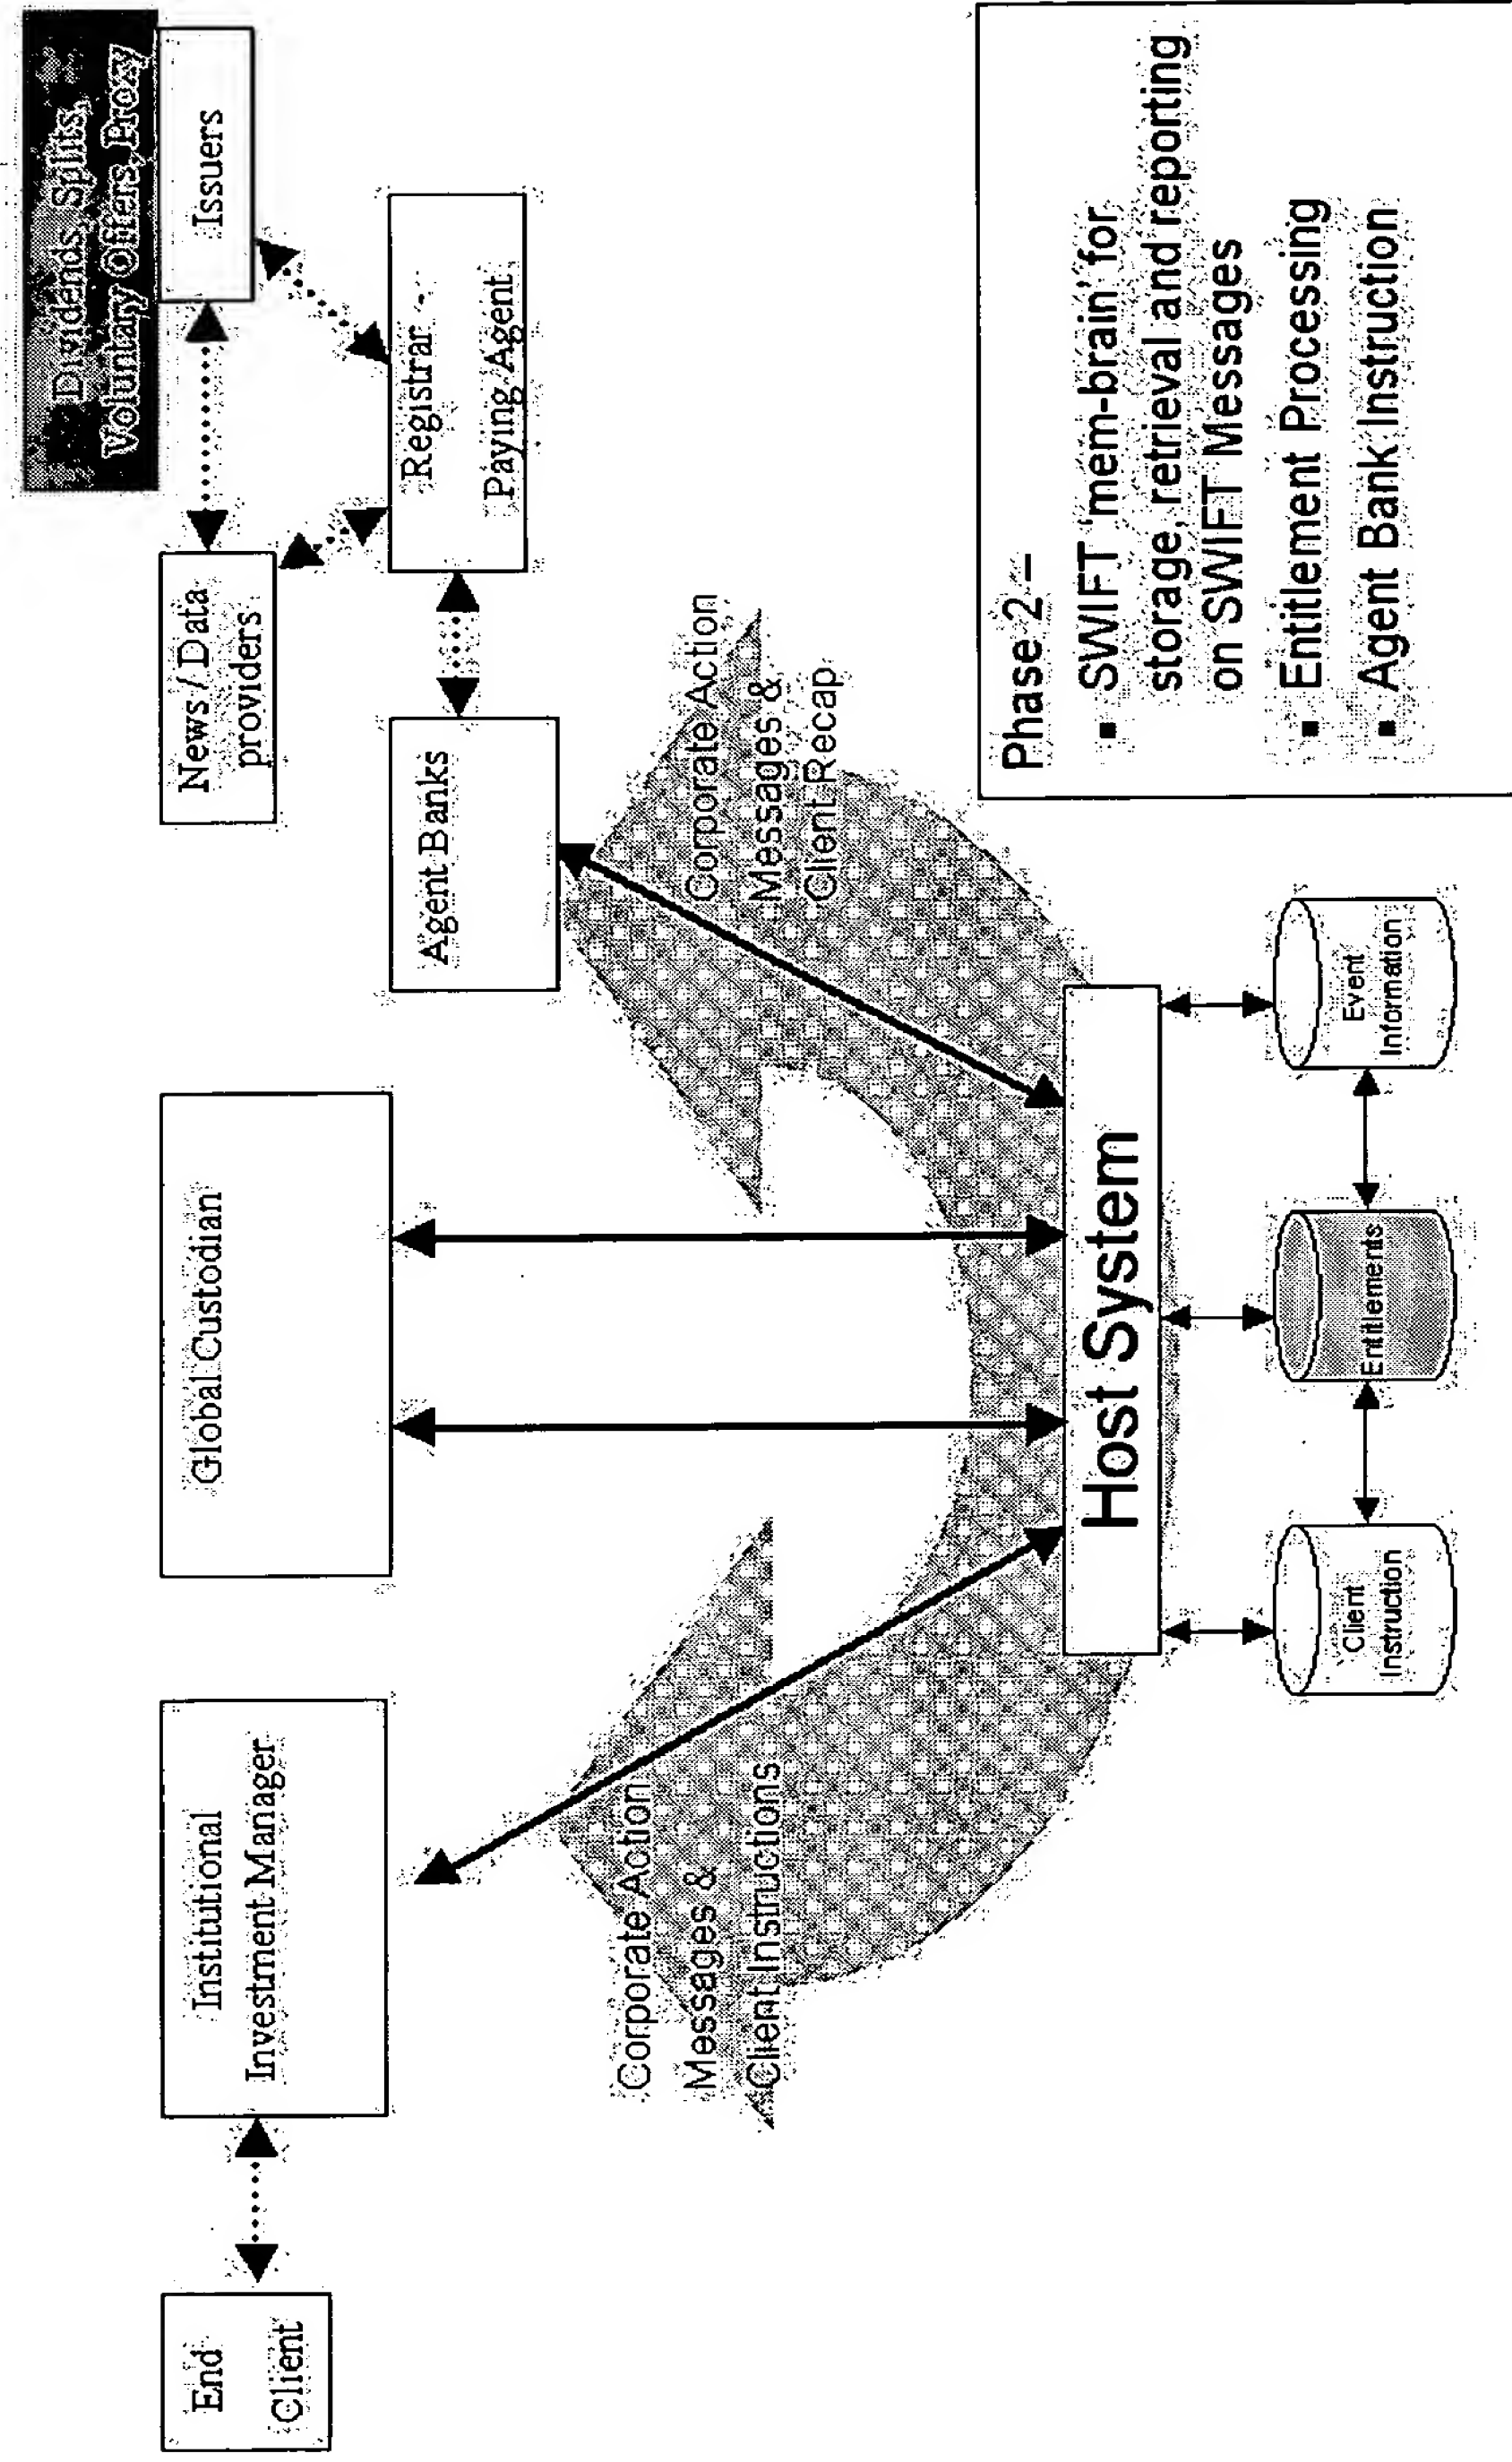 Dividends, Splits,
Voluntary Offers, Proxy
Issuers
News / Data
providers
Registrar
Paying Agent
Agent Banks
Global Custodian
Institutional
Investment Manager
End
Client
Corporate Action
Messages &
Client Instructions
Corporate Action
Messages &
Client Recap
Host System
Client
Instruction
Entitlements
Event
Information
Phase 2 –
▪ SWIFT 'mem-brain' for
storage, retrieval and reporting
on SWIFT Messages
▪ Entitlement Processing
▪ Agent Bank Instruction